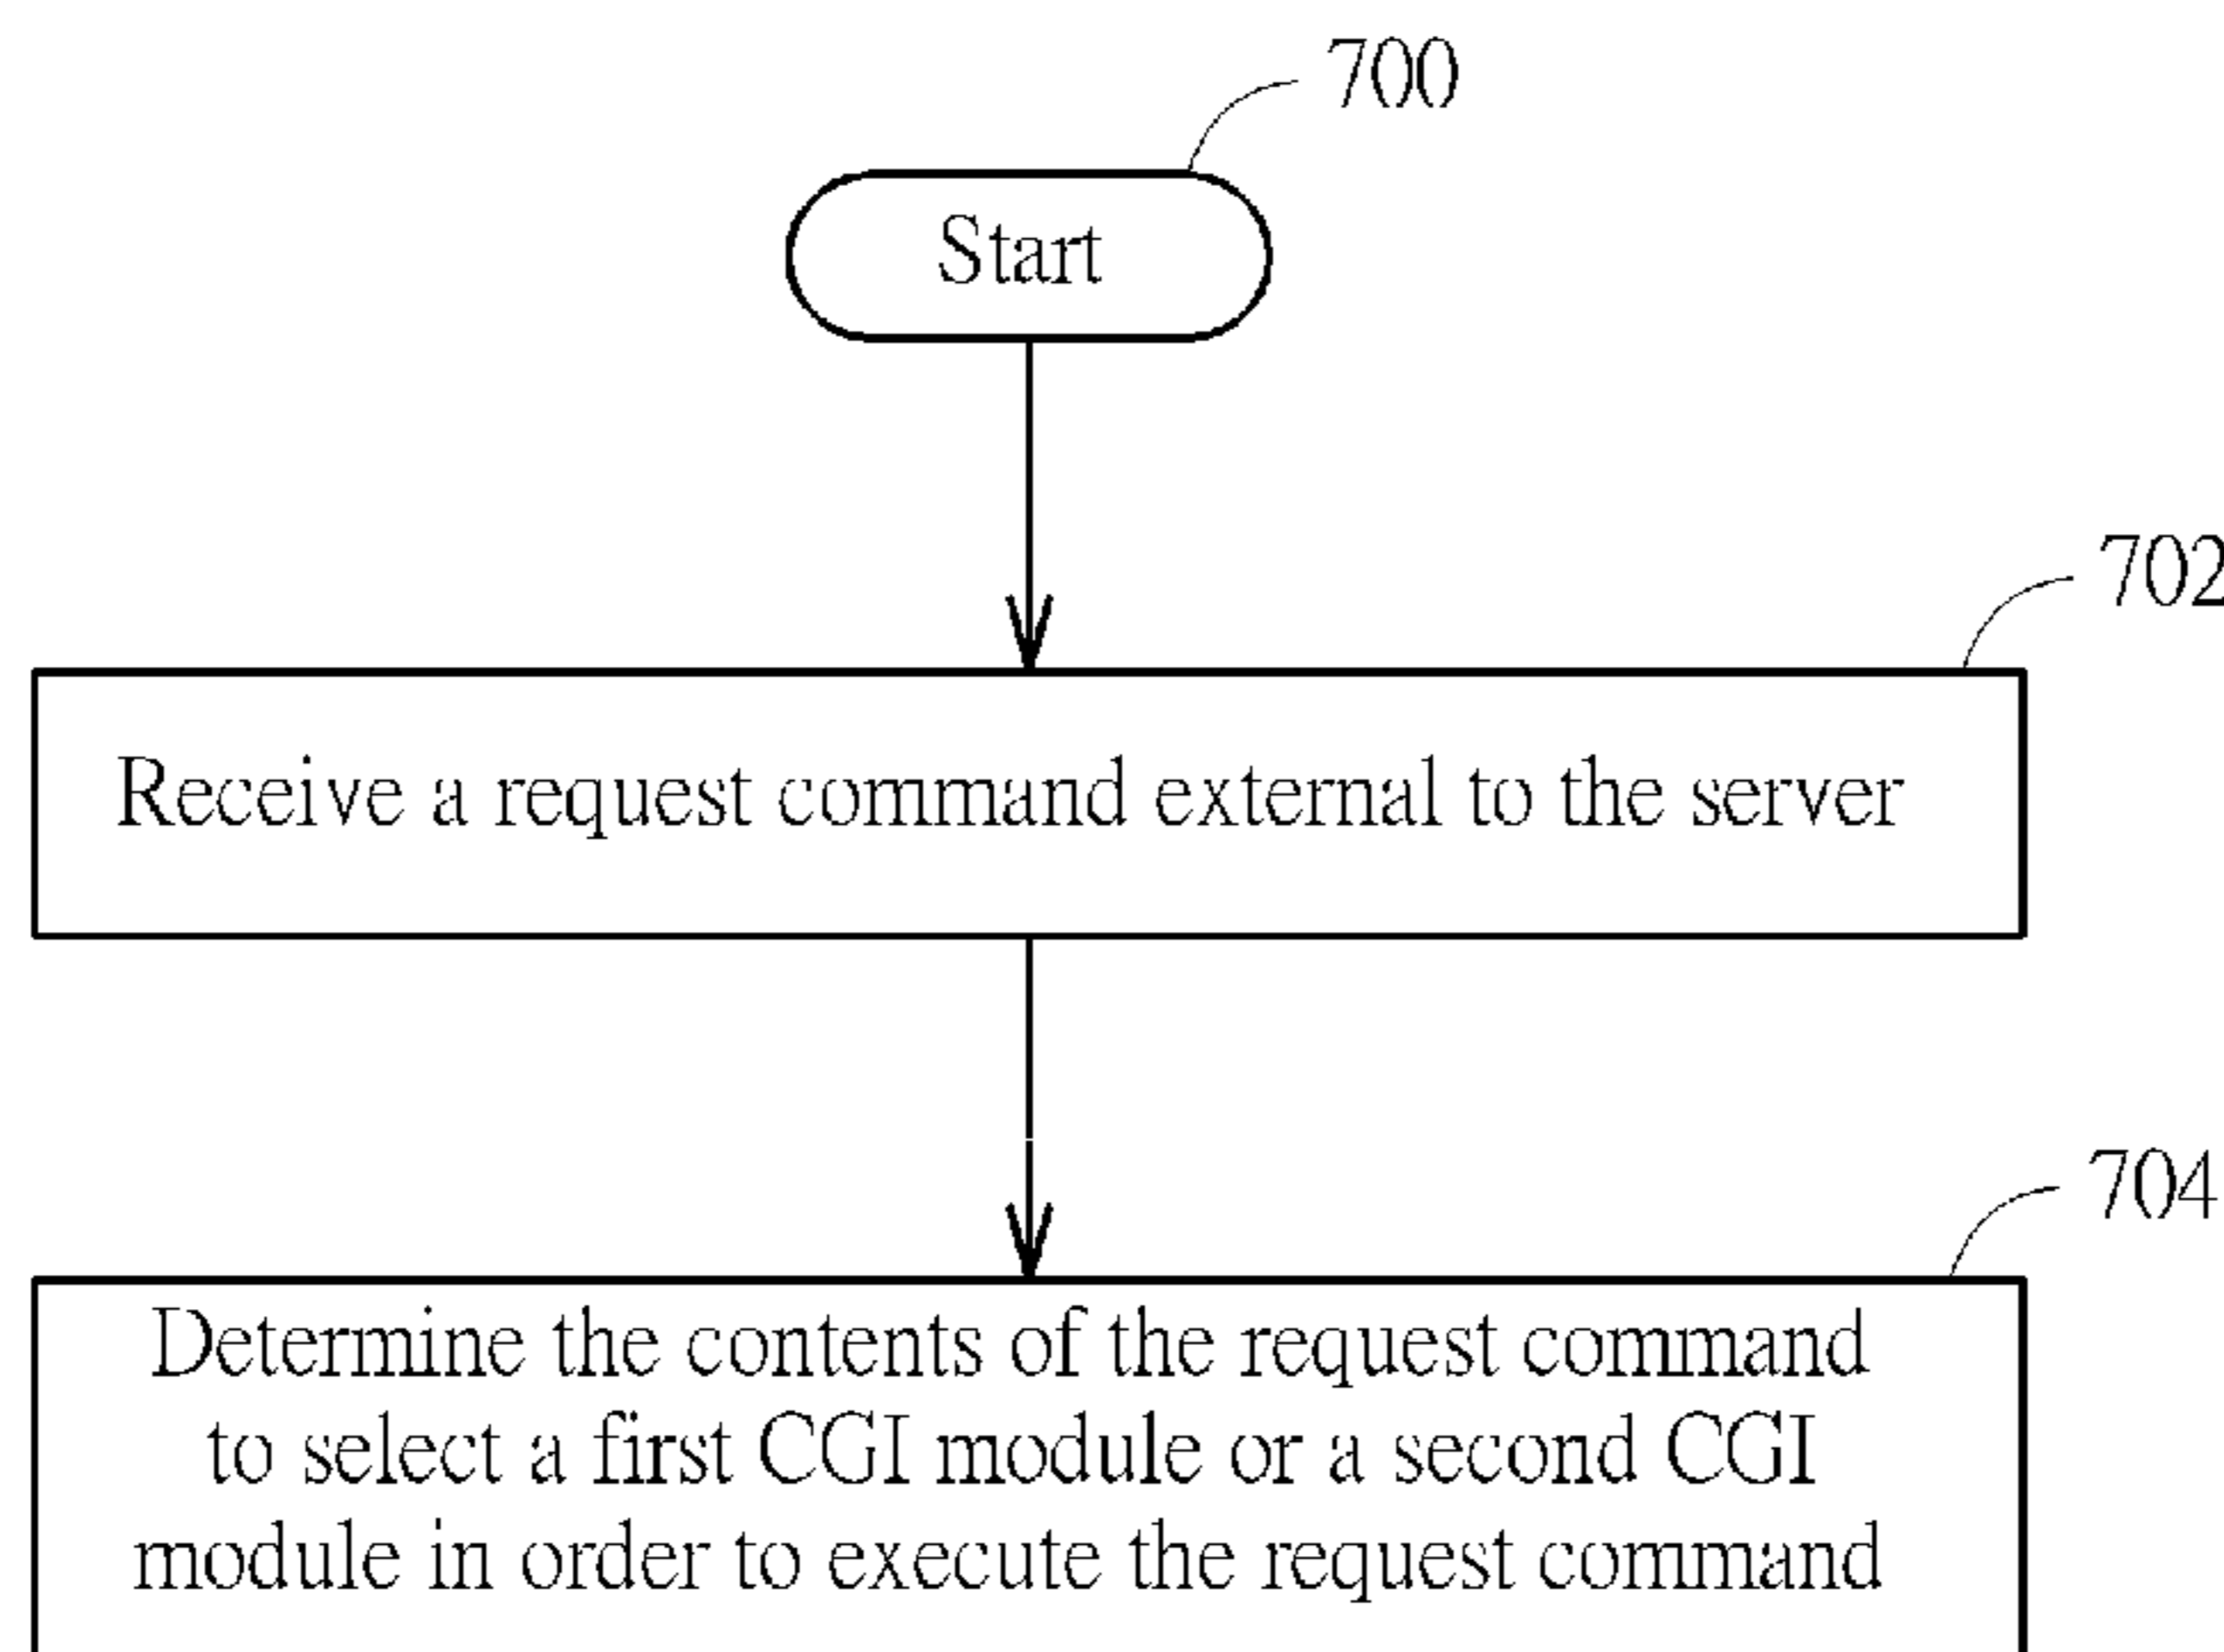 700
Start
702
Receive a request command external to the server
704
Determine the contents of the request command
to select a first CGI module or a second CGI
module in order to execute the request command